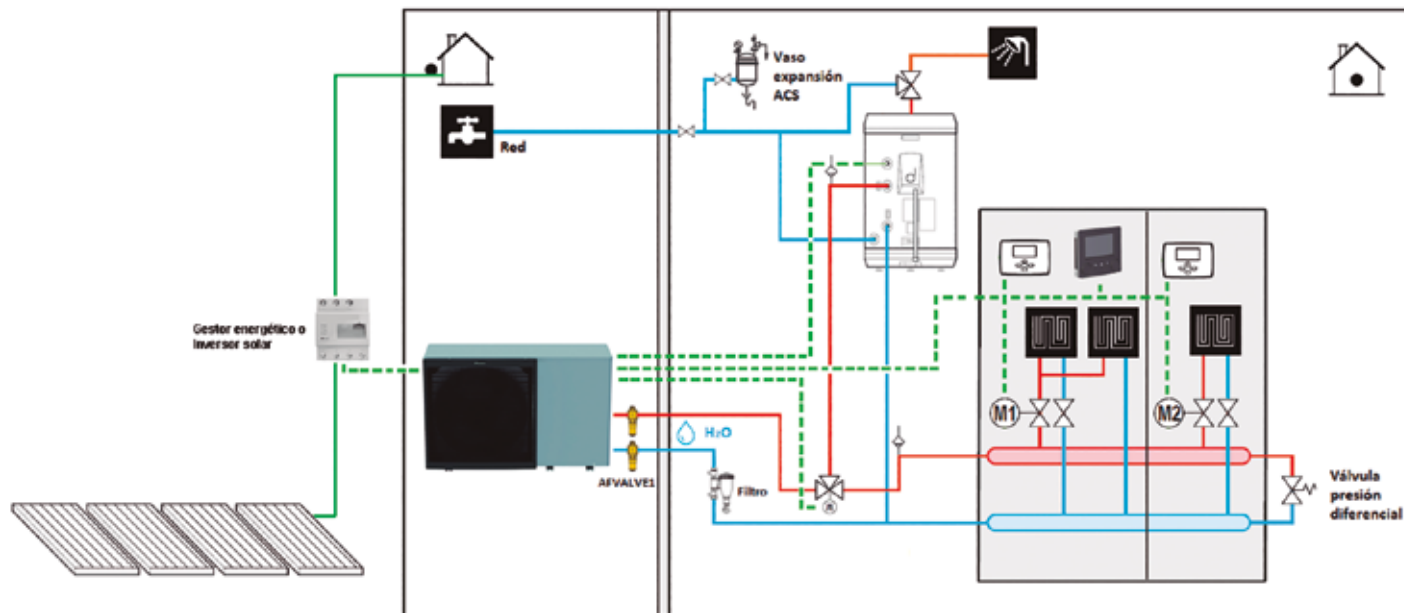 Vaso
expansión
ACS
Red
Gestor energético o
Inversor solar
H₂O
AFVALVE1
Filtro
M1
M2
Válvula
presión
diferencial